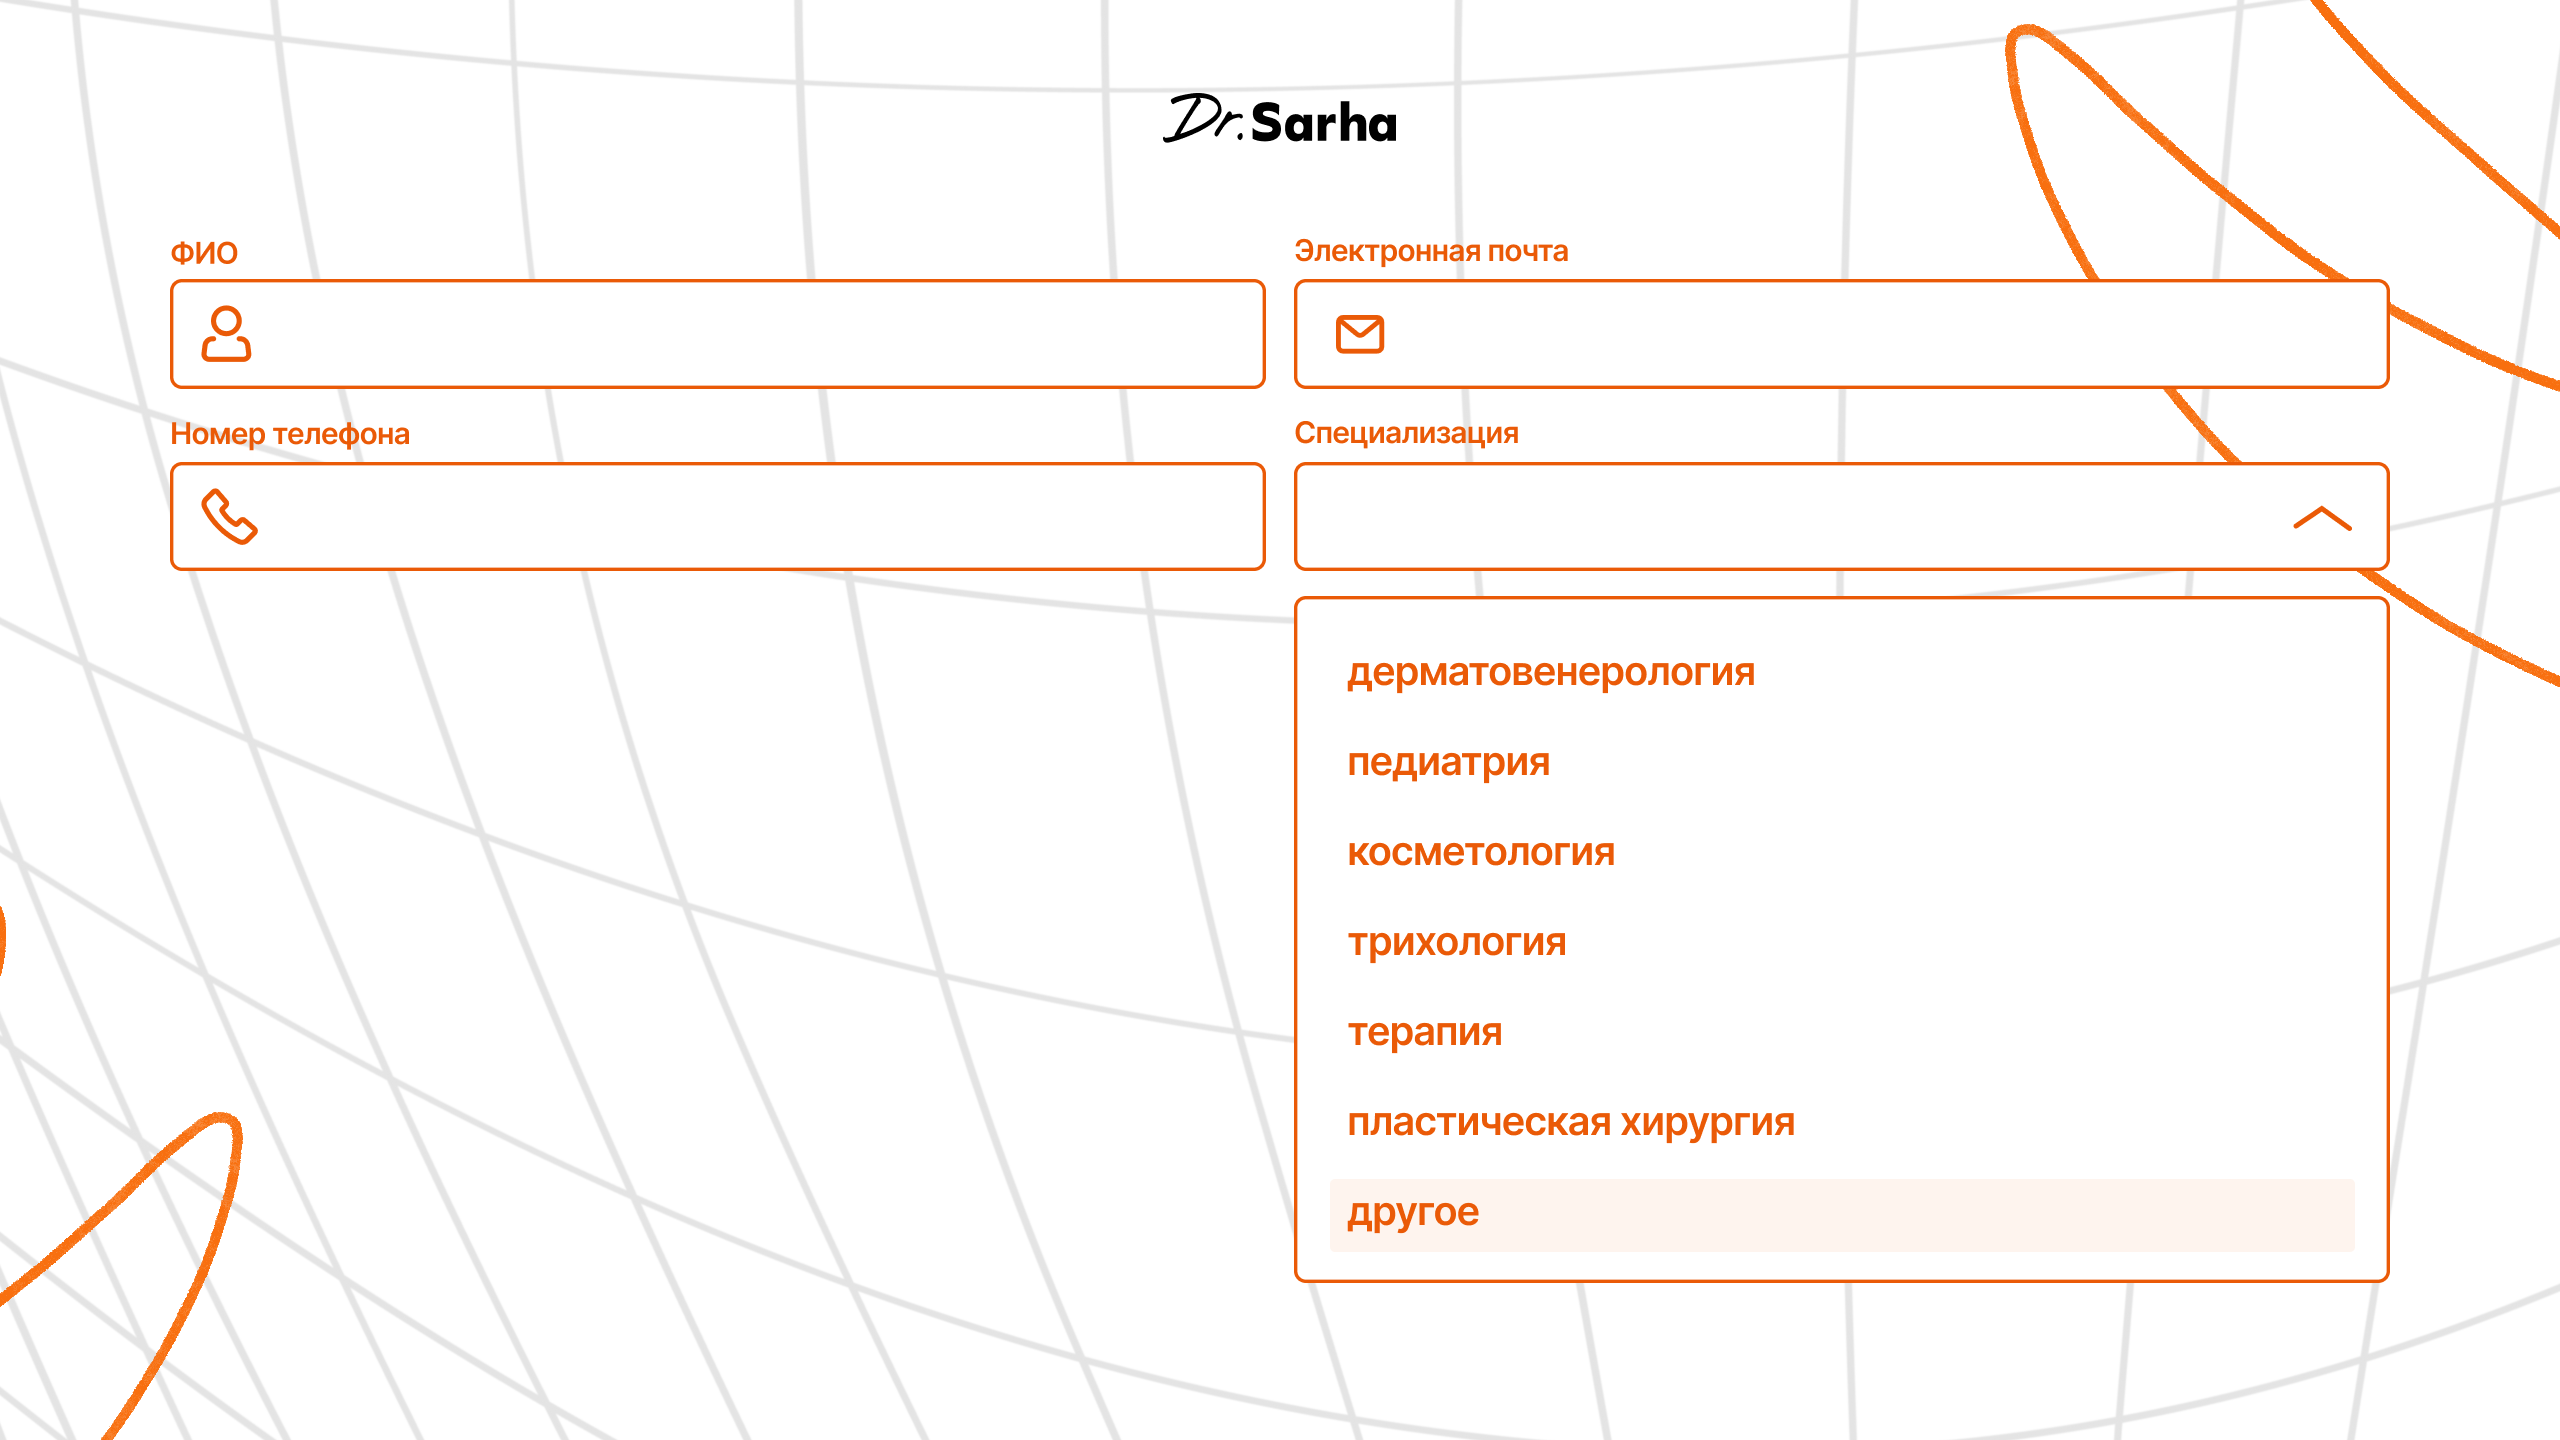 Dr.Sarha
ФИО
Электронная почта
Номер телефона
Специализация
дерматовенерология
педиатрия
косметология
трихология
терапия
пластическая хирургия
другое